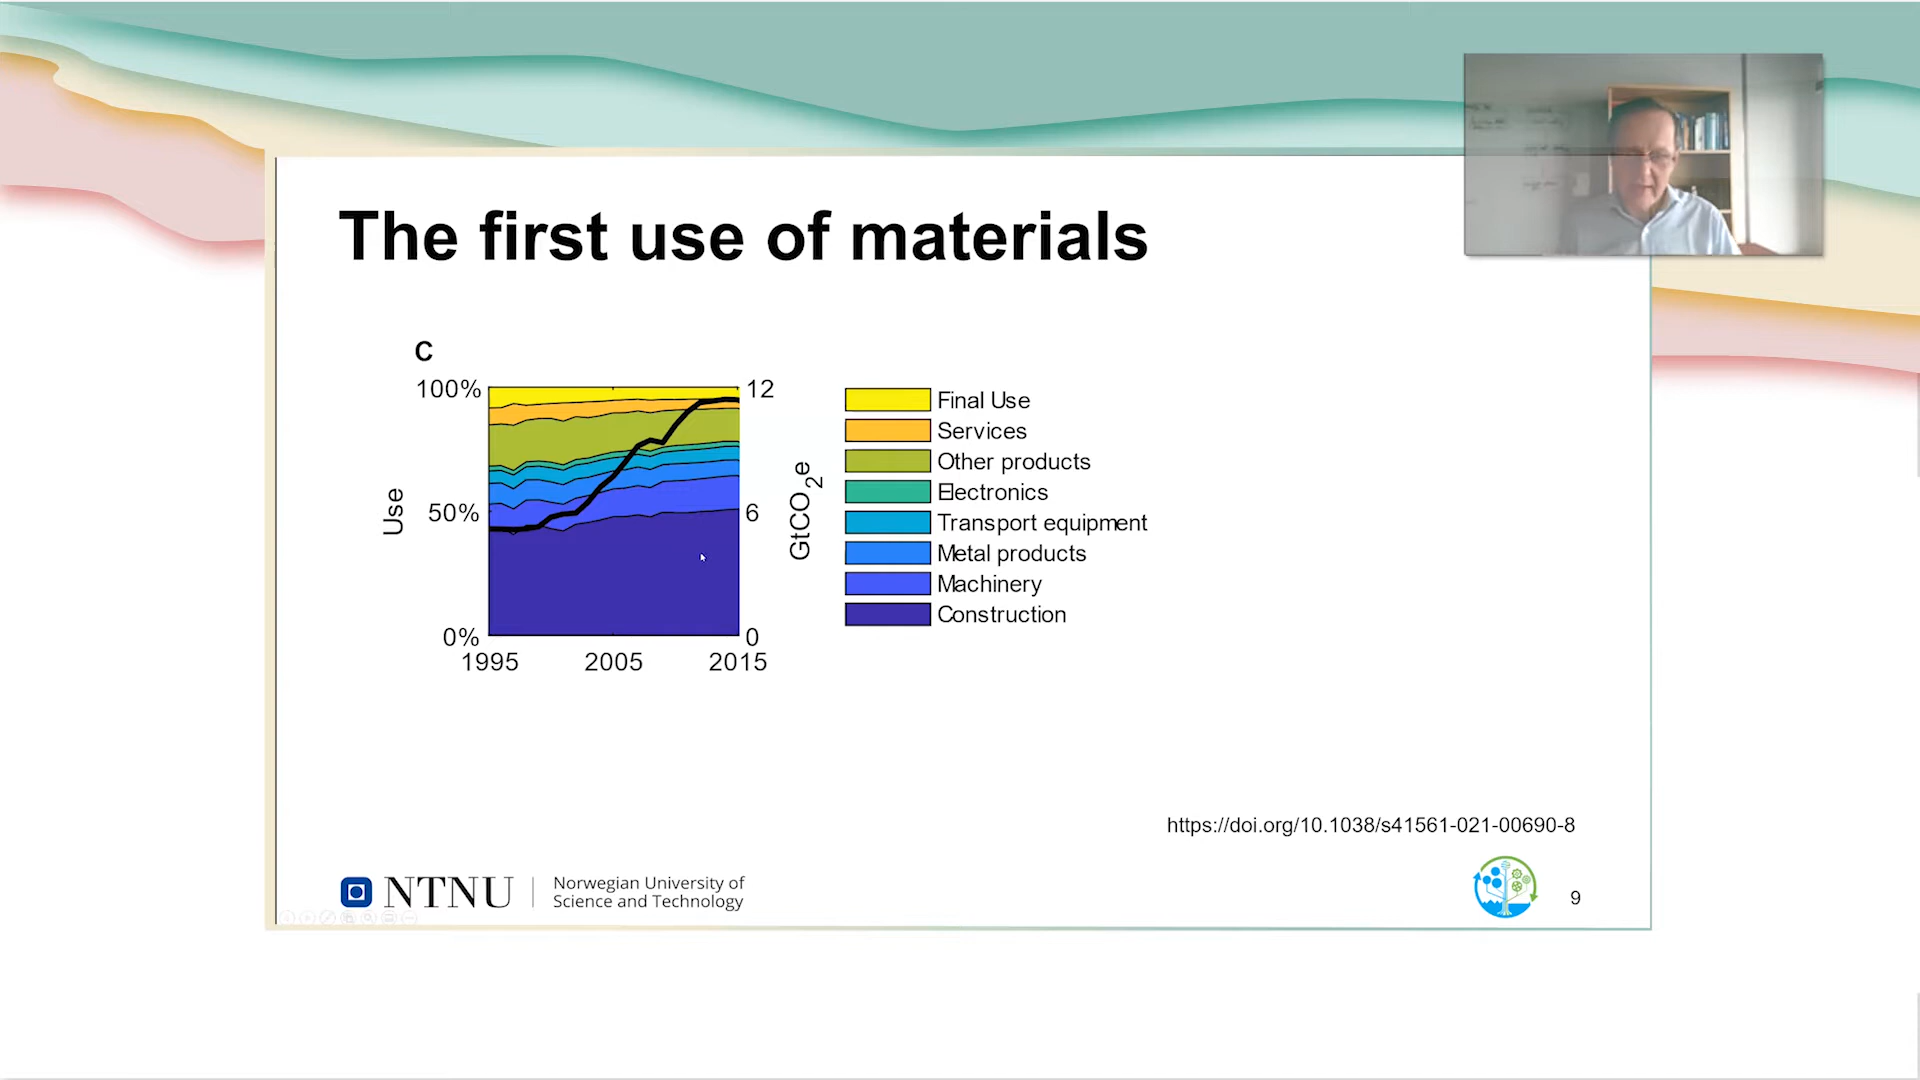 The first use of materials
C
100%
50%
0%
Use
1995 2005 2015
12
6
0
GtCO2e
Final Use
Services
Other products
Electronics
Transport equipment
Metal products
Machinery
Construction
https://doi.org/10.1038/s41561-021-00690-8
NTNU
Norwegian University of
Science and Technology
9